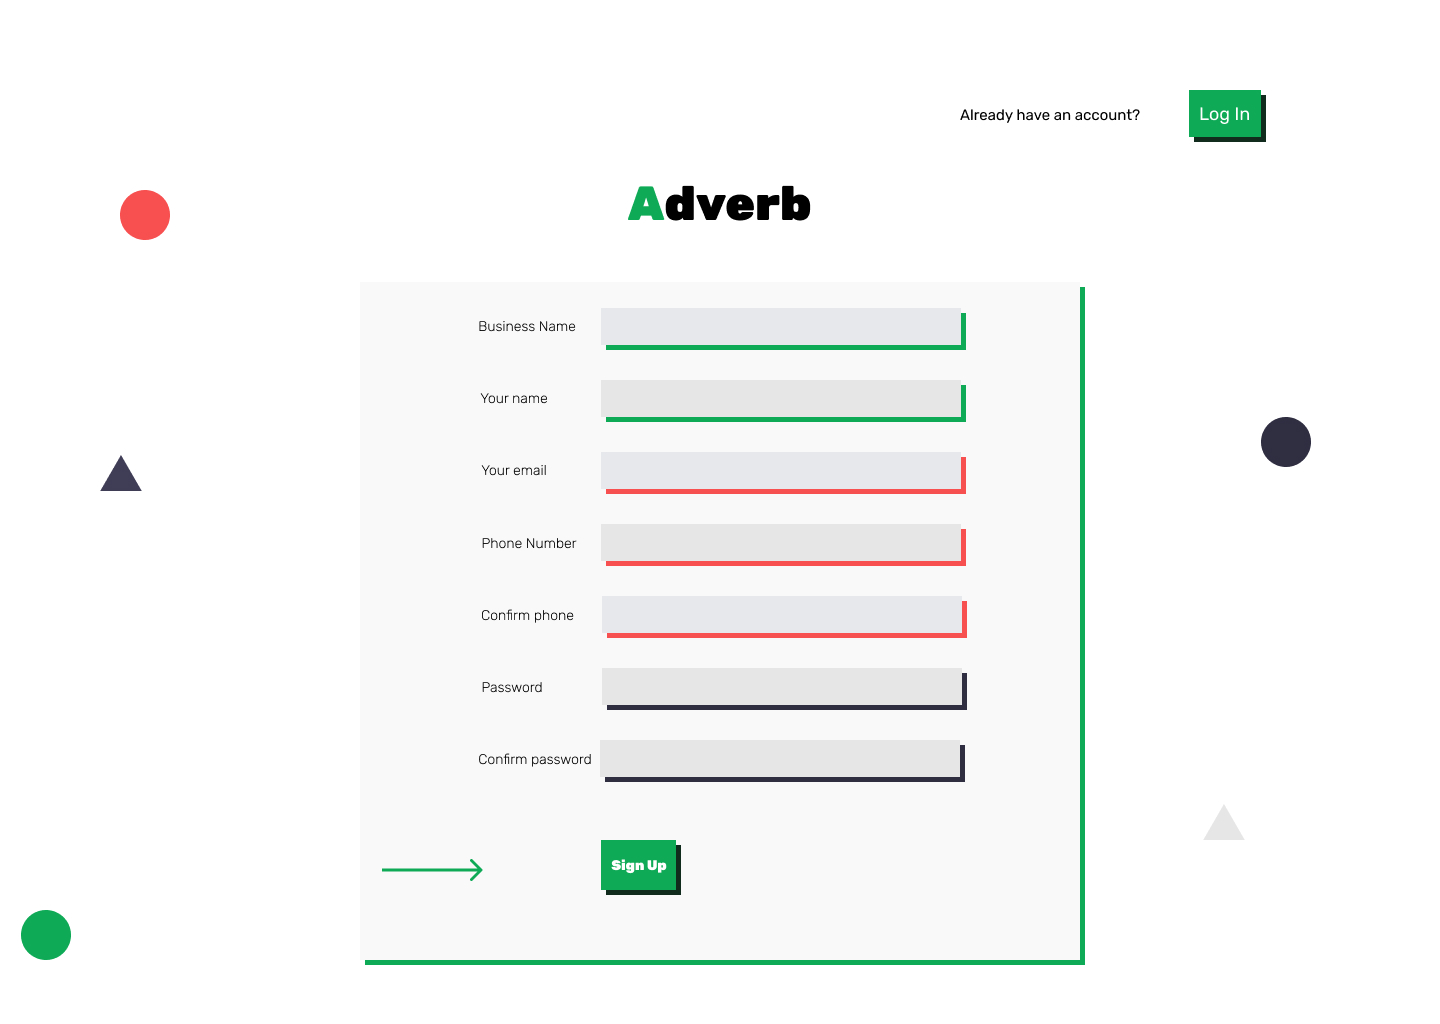 Already have an account?
Log In
Adverb
Business Name
Your name
Your email
Phone Number
Confirm phone
Password
Confirm password
Sign Up